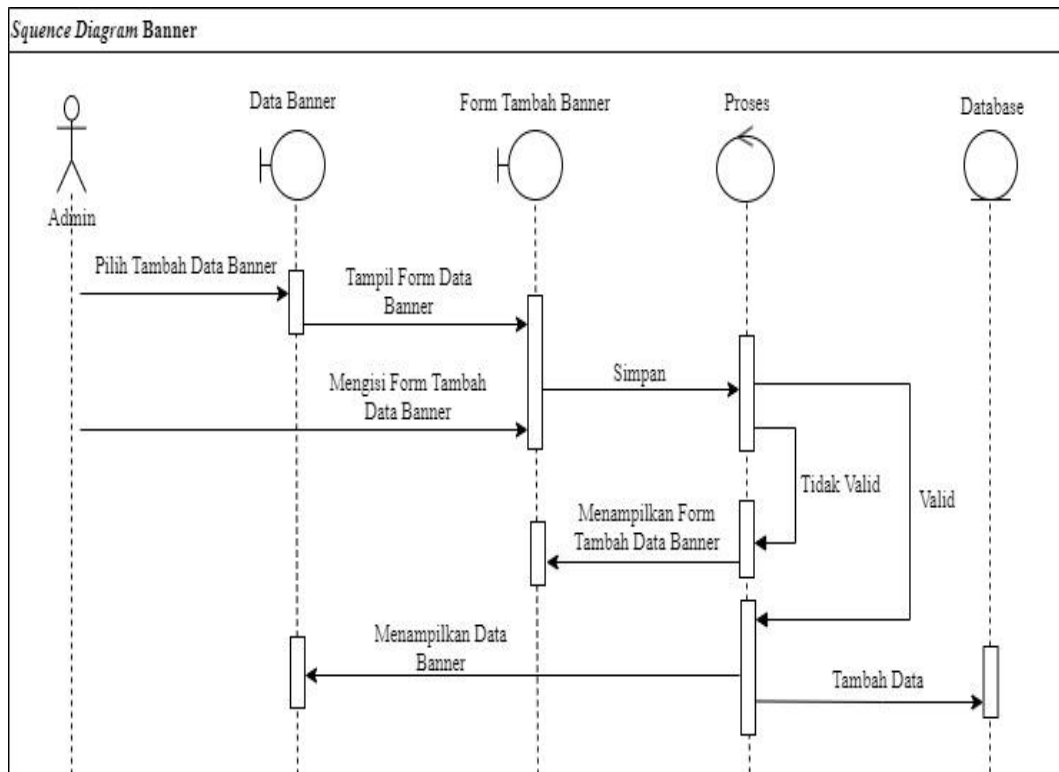 Squence Diagram Banner
Data Banner
Form Tambah Banner
Proses
Database
Admin
Pilih Tambah Data Banner
Tampil Form Data
Banner
Mengisi Form Tambah
Data Banner
Simpan
Tidak Valid
Valid
Menampilkan Form
Tambah Data Banner
Menampilkan Data
Banner
Tambah Data